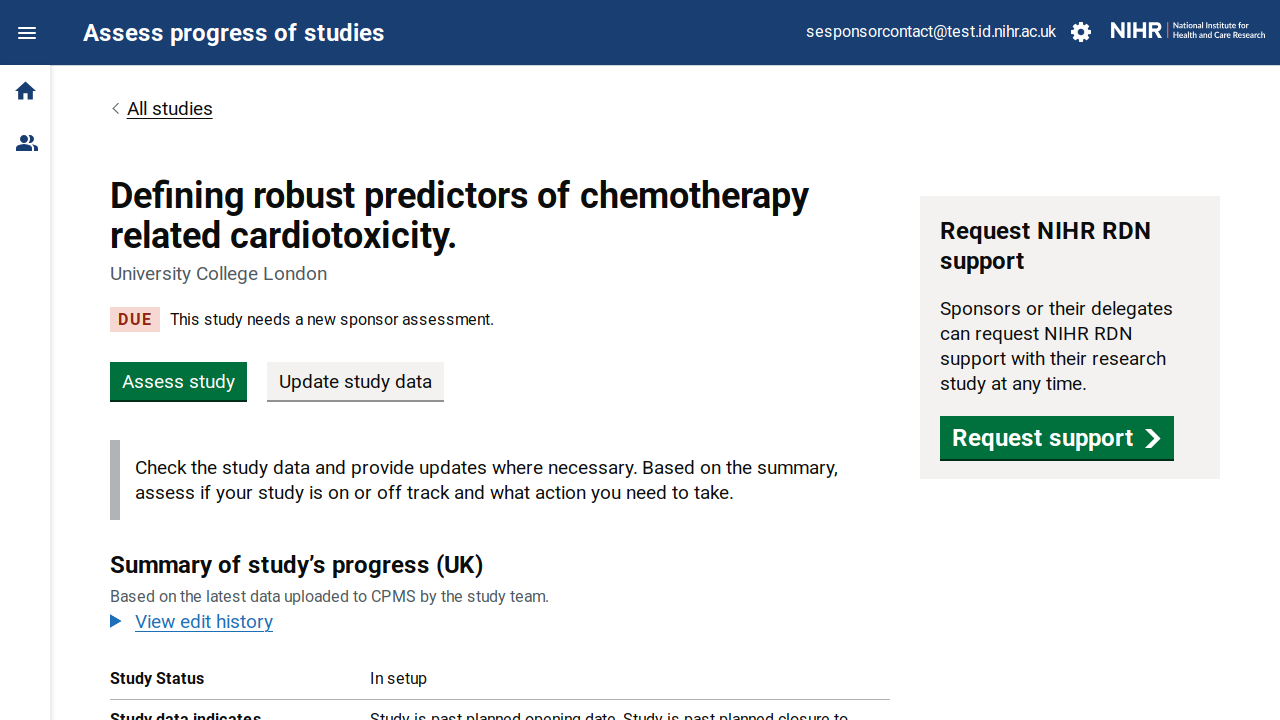 Assess progress of studies
sesponsorcontact@test.id.nihr.ac.uk
NIHR
National Institute for
Health and Care Research
All studies
Defining robust predictors of chemotherapy
related cardiotoxicity.
University College London
DUE This study needs a new sponsor assessment.
Assess study
Update study data
Check the study data and provide updates where necessary. Based on the summary,
assess if your study is on or off track and what action you need to take.
Summary of study’s progress (UK)
Based on the latest data uploaded to CPMS by the study team.
View edit history
Study Status In setup
Study data indicates Study is past planned opening date, Study is past planned closure to
Request NIHR RDN
support
Sponsors or their delegates
can request NIHR RDN
support with their research
study at any time.
Request support